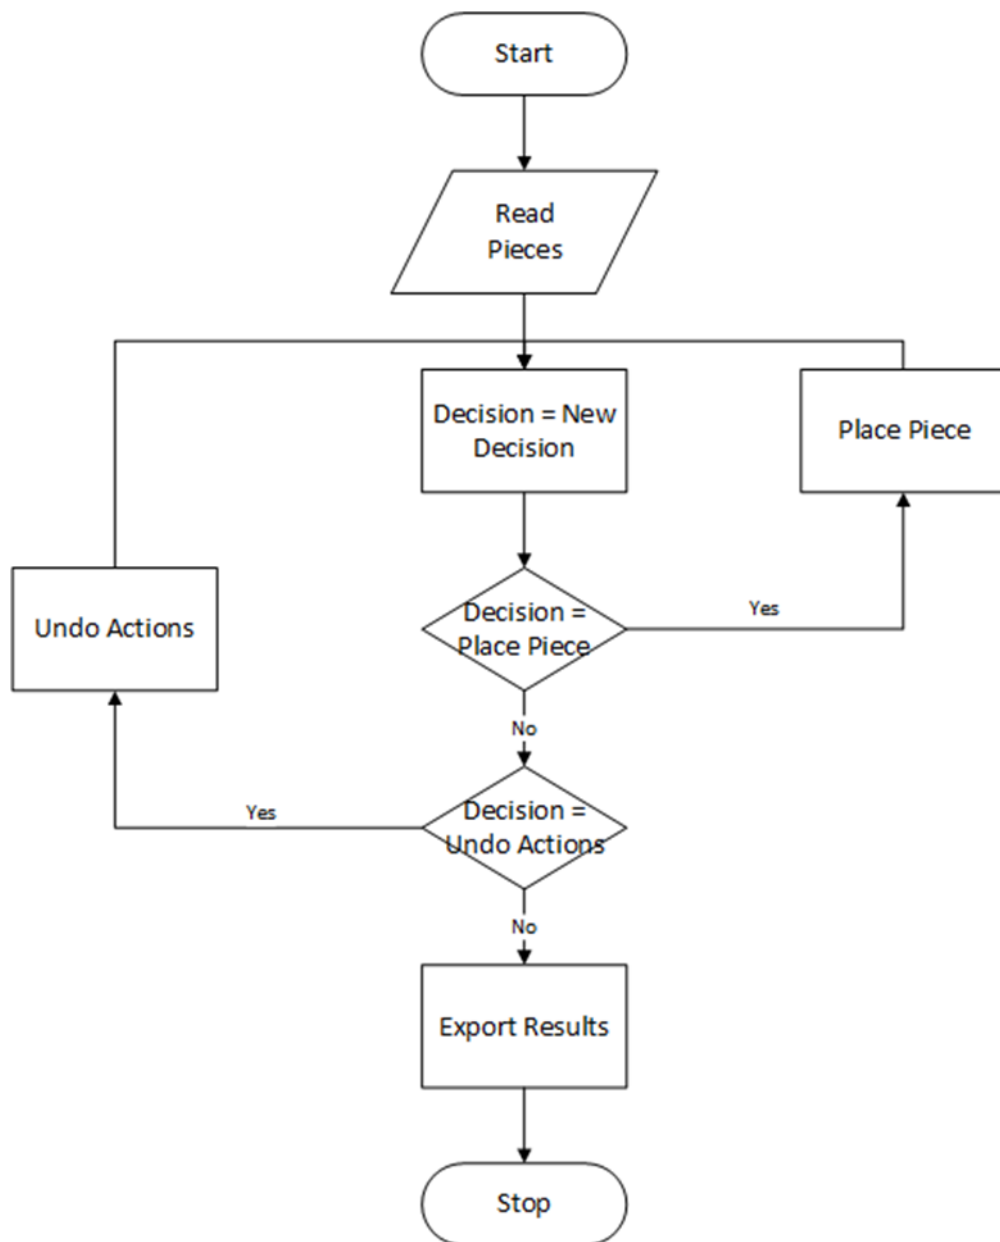 Start
Read
Pieces
Decision = New
Decision
Place Piece
Decision =
Place Piece
Yes
Undo Actions
No
Decision =
Undo Actions
Yes
No
Export Results
Stop